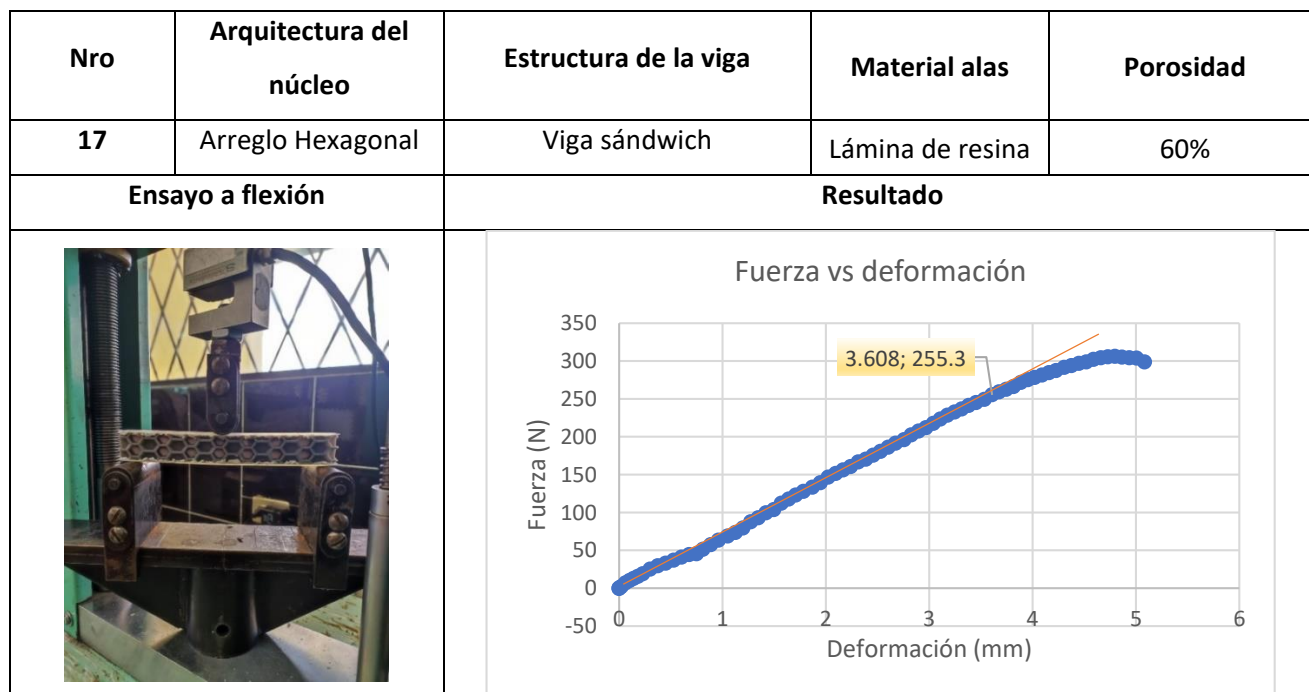 Nro
Arquitectura del
núcleo
Estructura de la viga
Material alas
Porosidad
17
Arreglo Hexagonal
Viga sándwich
Lámina de resina
60%
Ensayo a flexión
Resultado
Fuerza vs deformación
350
300
250
200
150
100
50
0
-50
3.608; 255.3
0
1
2
3
4
5
6
Fuerza (N)
Deformación (mm)